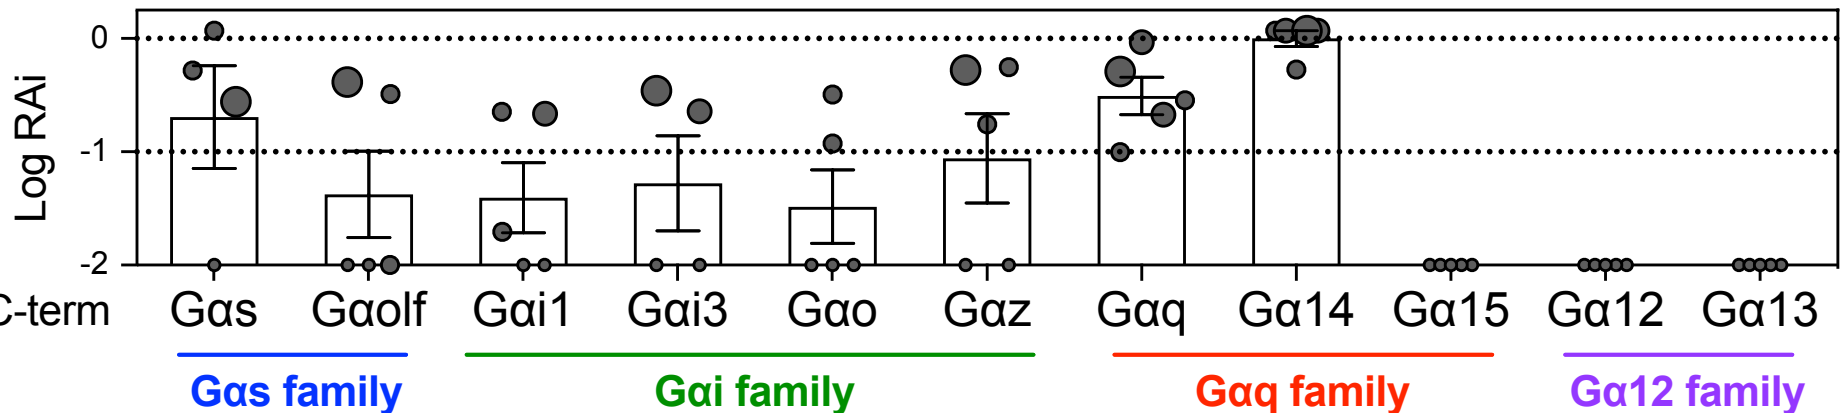 Log RAi
0
-1
-2
C-term Gαs Gαolf Gαi1 Gαi3 Gαo Gαz Gαq Gα14 Gα15 Gα12 Gα13
Gαs family Gαi family Gαq family Gα12 family